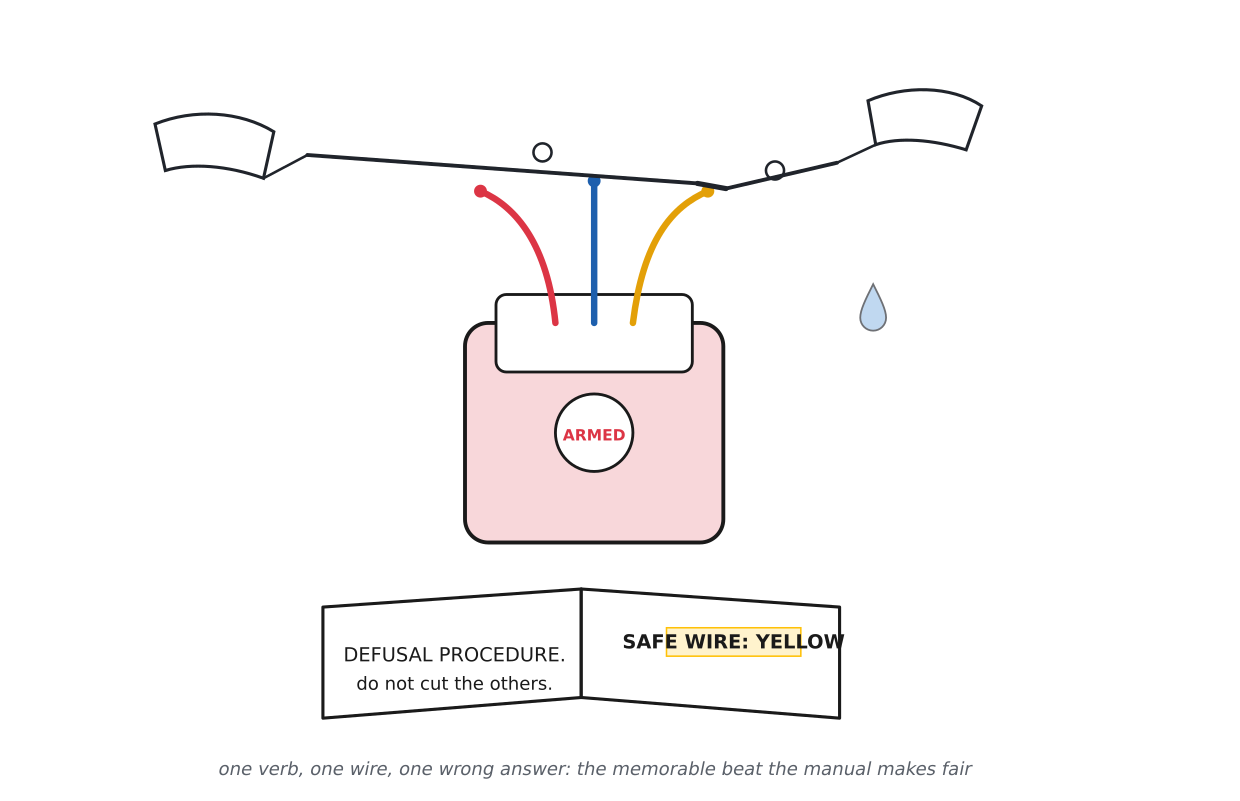 ARMED
DEFUSAL PROCEDURE.
do not cut the others.
SAFE WIRE: YELLOW
one verb, one wire, one wrong answer: the memorable beat the manual makes fair